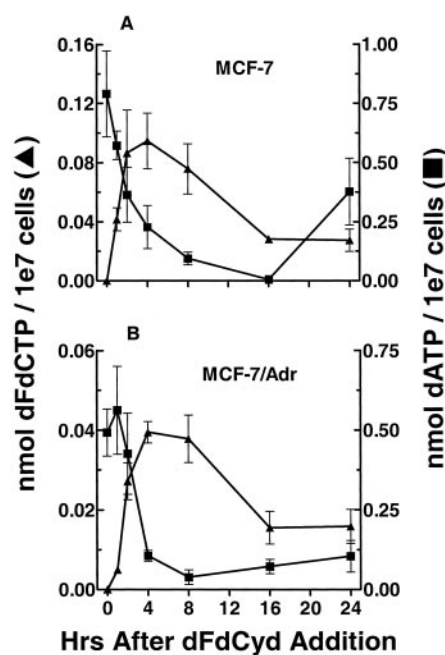 A
MCF-7
0.16
0.12
0.08
0.04
0.00
1.00
0.75
0.50
0.25
0.00
B
MCF-7/Adr
0.06
0.04
0.02
0.00
0.75
0.50
0.25
0.00
0 4 8 12 16 20 24
Hrs After dFdCyd Addition
nmol dFdCTP / 1e7 cells (▲)
nmol dATP / 1e7 cells (■)